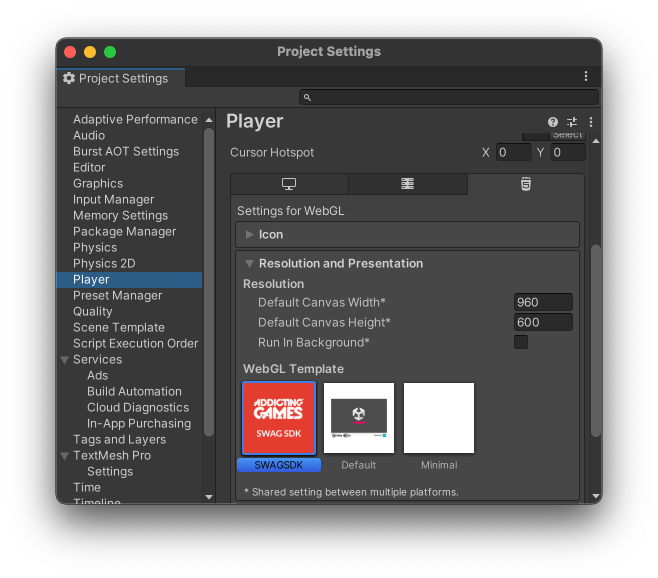 Project Settings
Project Settings
Adaptive Performance
Audio
Burst AOT Settings
Editor
Graphics
Input Manager
Memory Settings
Package Manager
Physics
Physics 2D
Player
Preset Manager
Quality
Scene Template
Script Execution Order
Services
Ads
Build Automation
Cloud Diagnostics
In-App Purchasing
Tags and Layers
TextMesh Pro
Settings
Time
Timeline
Player
Select
Cursor Hotspot X 0 Y 0
Settings for WebGL
Icon
Resolution and Presentation
Resolution
Default Canvas Width* 960
Default Canvas Height* 600
Run In Background*
WebGL Template
ADDICTING
GAMES
SWAG SDK
SWAGSDK Default Minimal
* Shared setting between multiple platforms.